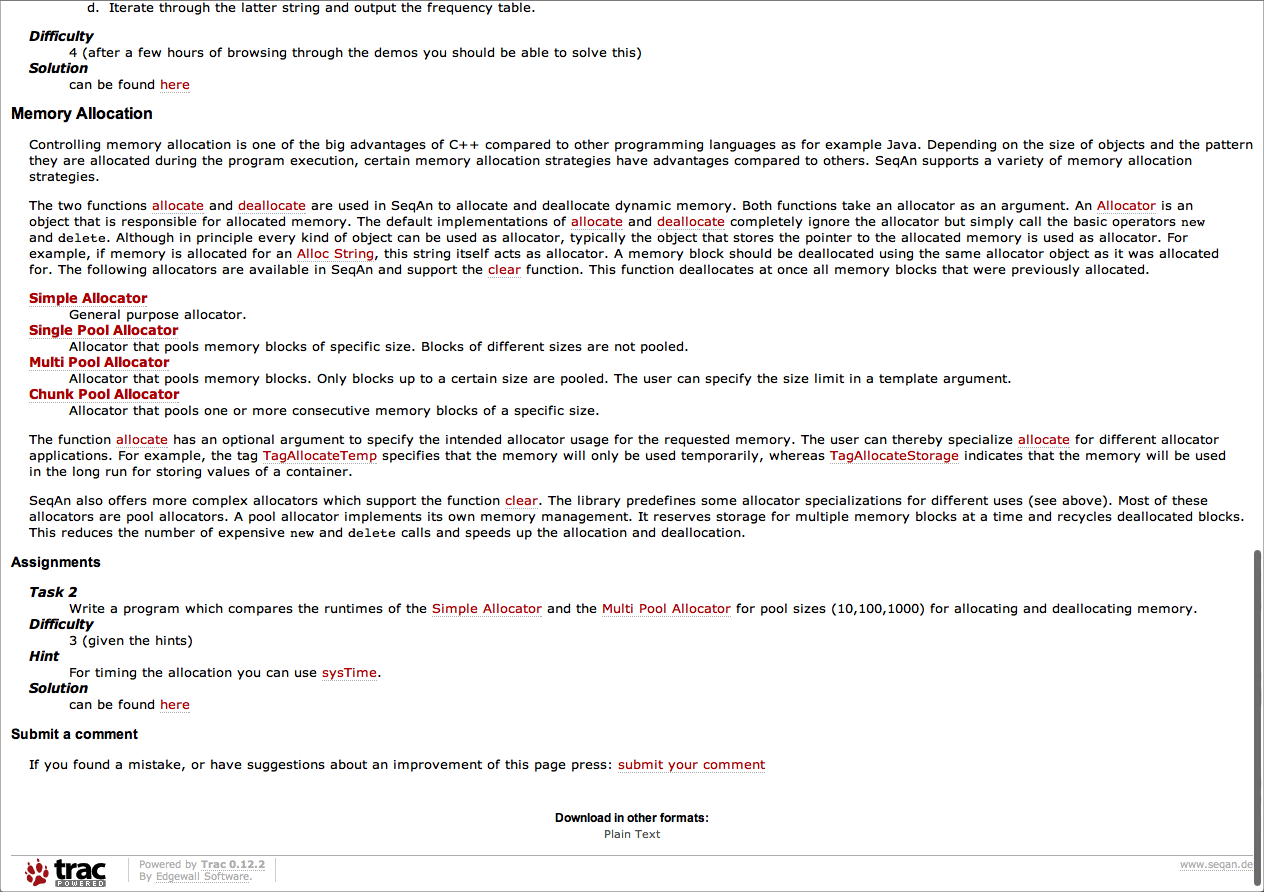 d. Iterate through the latter string and output the frequency table.
Difficulty
4 (after a few hours of browsing through the demos you should be able to solve this)
Solution
can be found here
Memory Allocation
Controlling memory allocation is one of the big advantages of C++ compared to other programming languages as for example Java. Depending on the size of objects and the pattern
they are allocated during the program execution, certain memory allocation strategies have advantages compared to others. SeqAn supports a variety of memory allocation
strategies.
The two functions allocate and deallocate are used in SeqAn to allocate and deallocate dynamic memory. Both functions take an allocator as an argument. An Allocator is an
object that is responsible for allocated memory. The default implementations of allocate and deallocate completely ignore the allocator but simply call the basic operators new
and delete. Although in principle every kind of object can be used as allocator, typically the object that stores the pointer to the allocated memory is used as allocator. For
example, if memory is allocated for an Alloc String, this string itself acts as allocator. A memory block should be deallocated using the same allocator object as it was allocated
for. The following allocators are available in SeqAn and support the clear function. This function deallocates at once all memory blocks that were previously allocated.
Simple Allocator
General purpose allocator.
Single Pool Allocator
Allocator that pools memory blocks of specific size. Blocks of different sizes are not pooled.
Multi Pool Allocator
Allocator that pools memory blocks. Only blocks up to a certain size are pooled. The user can specify the size limit in a template argument.
Chunk Pool Allocator
Allocator that pools one or more consecutive memory blocks of a specific size.
The function allocate has an optional argument to specify the intended allocator usage for the requested memory. The user can thereby specialize allocate for different allocator
applications. For example, the tag TagAllocateTemp specifies that the memory will only be used temporarily, whereas TagAllocateStorage indicates that the memory will be used
in the long run for storing values of a container.
SeqAn also offers more complex allocators which support the function clear. The library predefines some allocator specializations for different uses (see above). Most of these
allocators are pool allocators. A pool allocator implements its own memory management. It reserves storage for multiple memory blocks at a time and recycles deallocated blocks.
This reduces the number of expensive new and delete calls and speeds up the allocation and deallocation.
Assignments
Task 2
Write a program which compares the runtimes of the Simple Allocator and the Multi Pool Allocator for pool sizes (10,100,1000) for allocating and deallocating memory.
Difficulty
3 (given the hints)
Hint
For timing the allocation you can use sysTime.
Solution
can be found here
Submit a comment
If you found a mistake, or have suggestions about an improvement of this page press: submit your comment
Download in other formats:
Plain Text
trac
POWERED
Powered by Trac 0.12.2
By Edgewall Software.
www.seqan.de